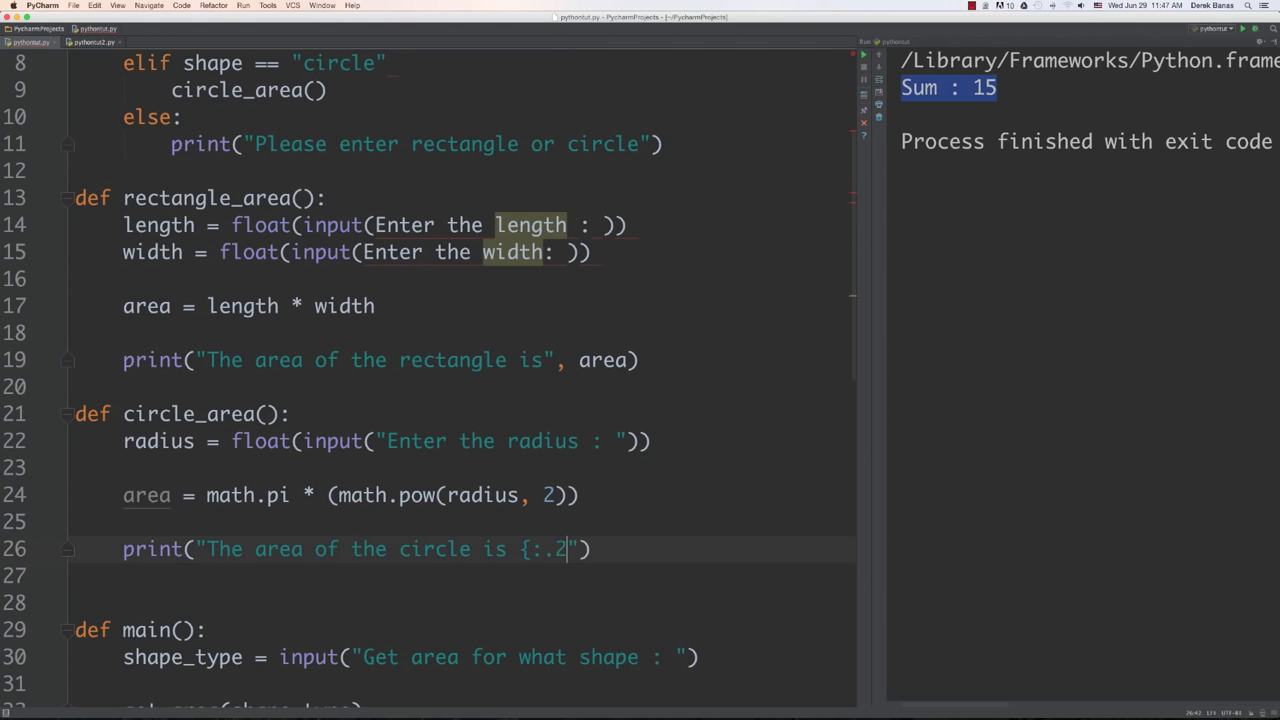 PyCharm File Edit View Navigate Code Refactor Run Tools VCS Window Help 10 Wed Jun 29 11:47 AM Derek Banas
pythontut.py - PycharmProjects - [~/PycharmProjects]
PycharmProjects pythontut.py pythontut
pythontut.py pythontut2.py Run: pythontut
8 elif shape == "circle"
9 circle_area()
10 else:
11 print("Please enter rectangle or circle")
12
13 def rectangle_area():
14 length = float(input(Enter the length : ))
15 width = float(input(Enter the width: ))
16
17 area = length * width
18
19 print("The area of the rectangle is", area)
20
21 def circle_area():
22 radius = float(input("Enter the radius : "))
23
24 area = math.pi * (math.pow(radius, 2))
25
26 print("The area of the circle is {:.2")
27
28
29 def main():
30 shape_type = input("Get area for what shape : ")
31
/Library/Frameworks/Python.frame
Sum : 15
Process finished with exit code
26:42 LF≑ UTF-8≑